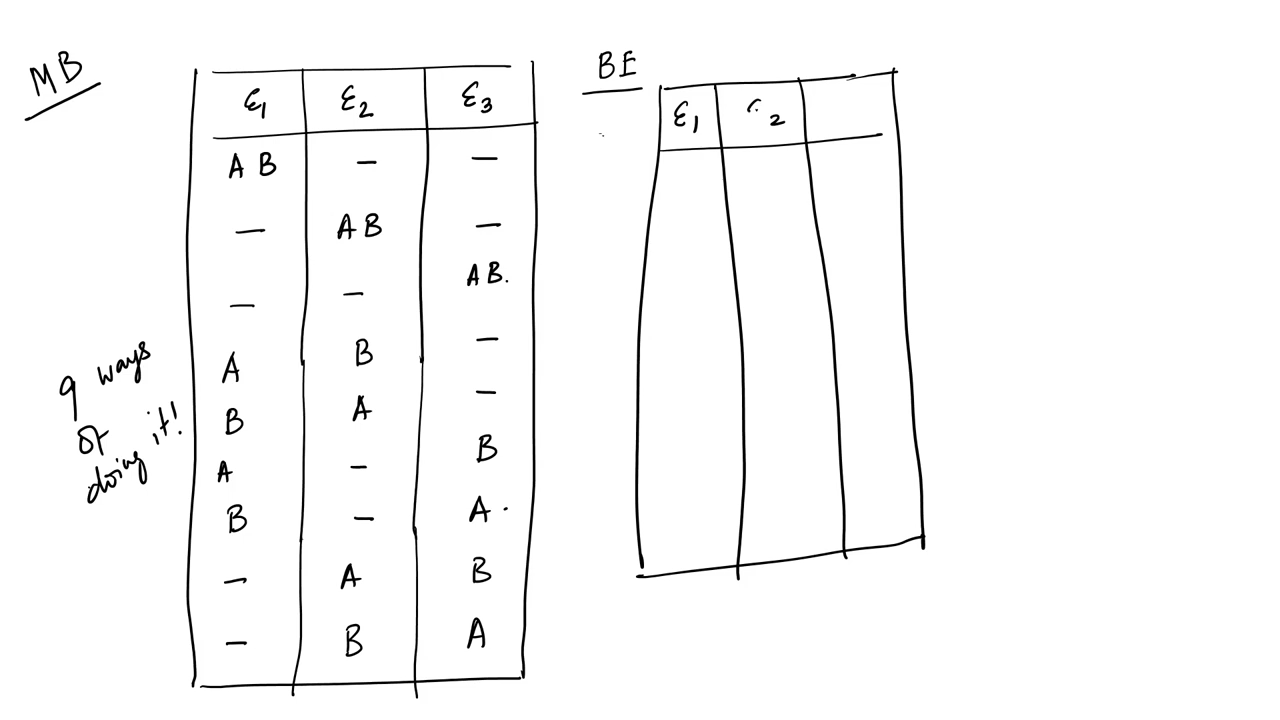 MB
ε₁ ε₂ ε₃
A B — —
— A B —
— — A B.
A B —
B A —
A — B
B — A.
— A B
— B A
9 ways
of
doing it!
BE
ε₁ ε₂